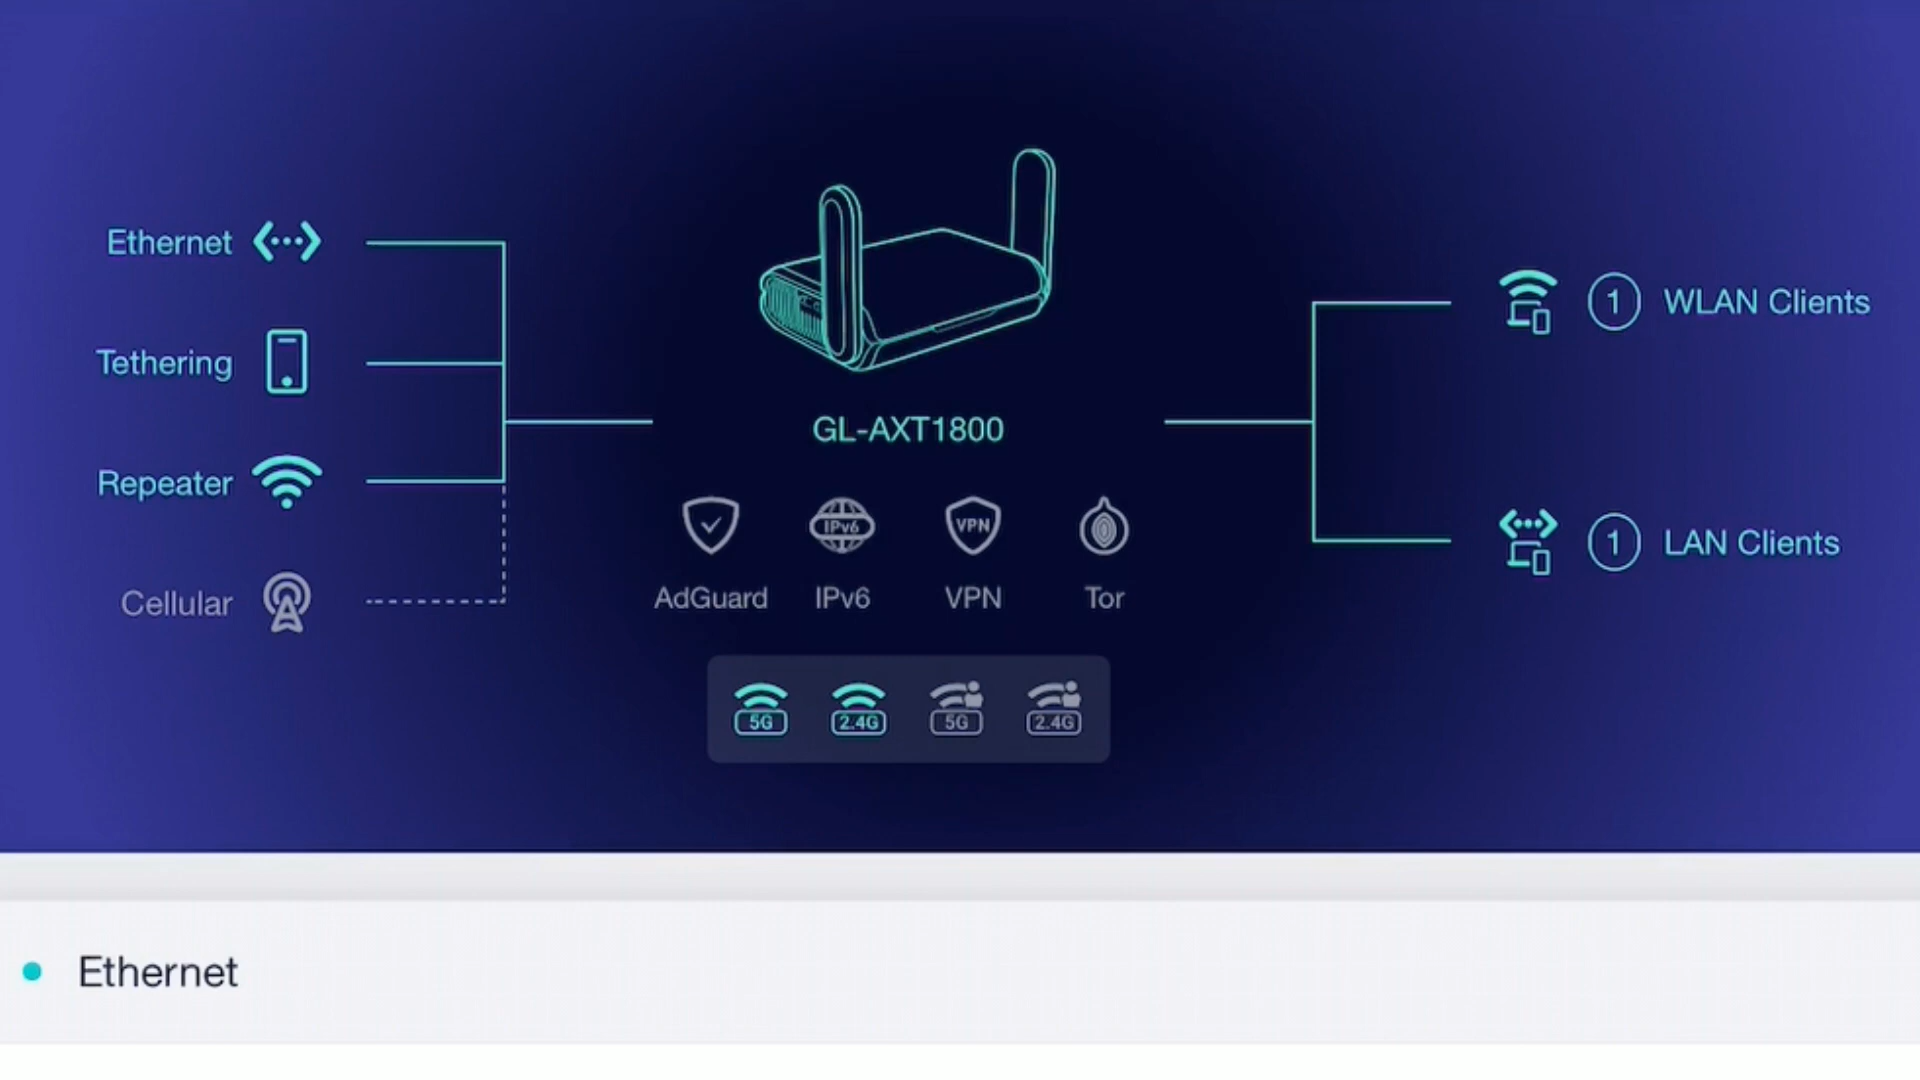 Ethernet
Tethering
Repeater
Cellular
GL-AXT1800
IPv6
VPN
AdGuard
IPv6
VPN
Tor
5G
2.4G
5G
2.4G
1 WLAN Clients
1 LAN Clients
Ethernet